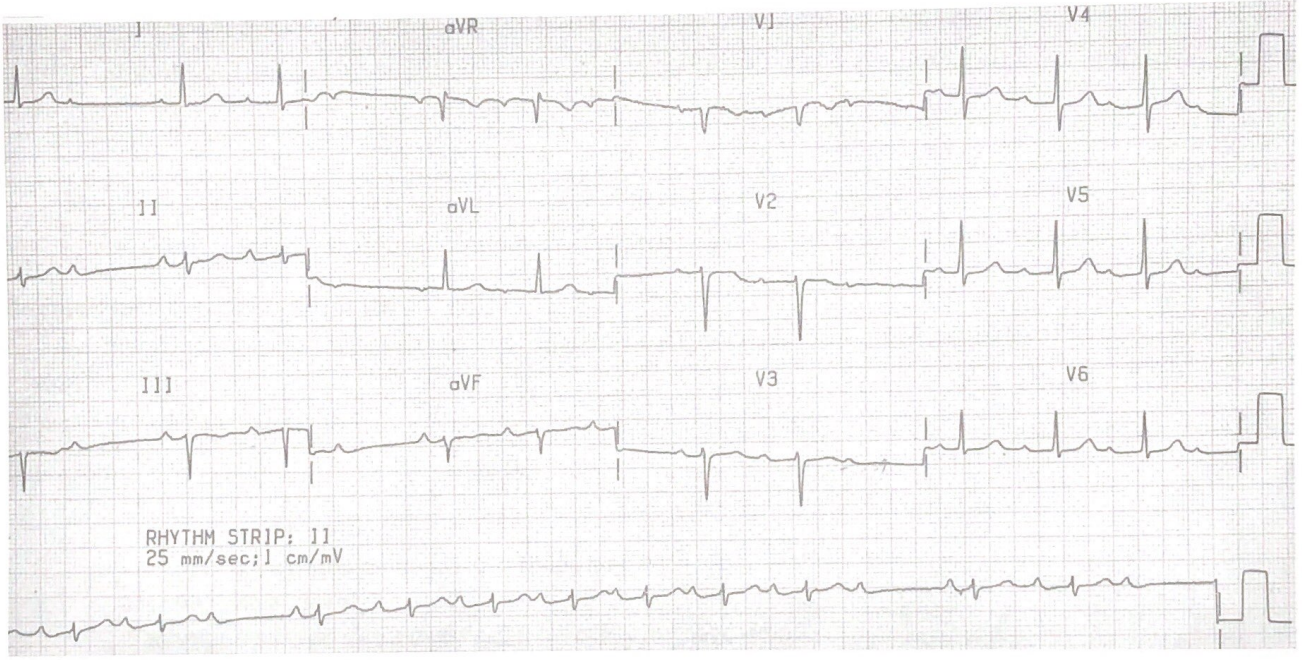 I aVR V1 V4
II aVL V2 V5
III aVF V3 V6
RHYTHM STRIP: II
25 mm/sec;1 cm/mV